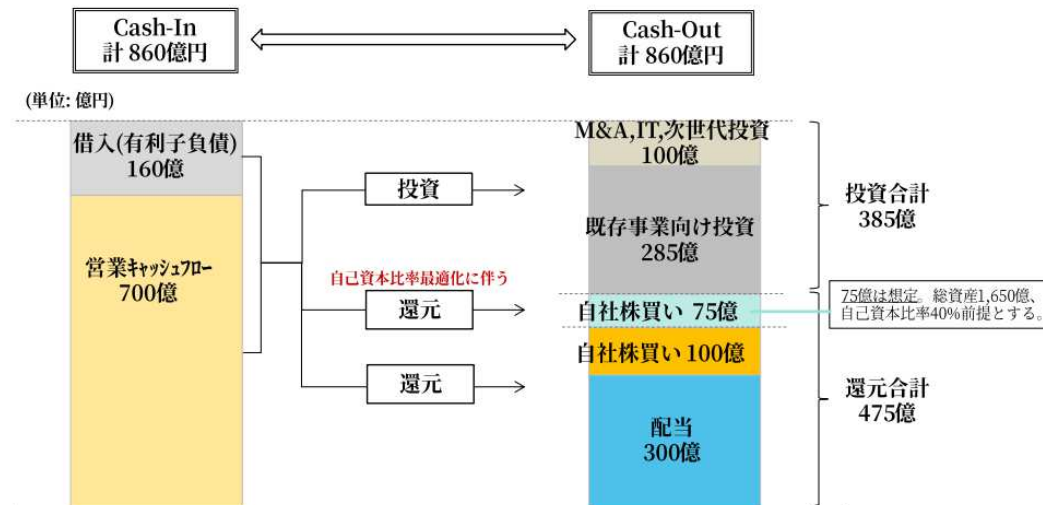 Cash-In
計 860億円
Cash-Out
計 860億円
(単位: 億円)
借入(有利子負債)
160億
営業ｷｬｯｼｭﾌﾛｰ
700億
投資
自己資本比率最適化に伴う
還元
還元
M&A,IT,次世代投資
100億
既存事業向け投資
285億
自社株買い 75億
自社株買い 100億
配当
300億
投資合計
385億
75億は想定。総資産1,650億、
自己資本比率40%前提とする。
還元合計
475億